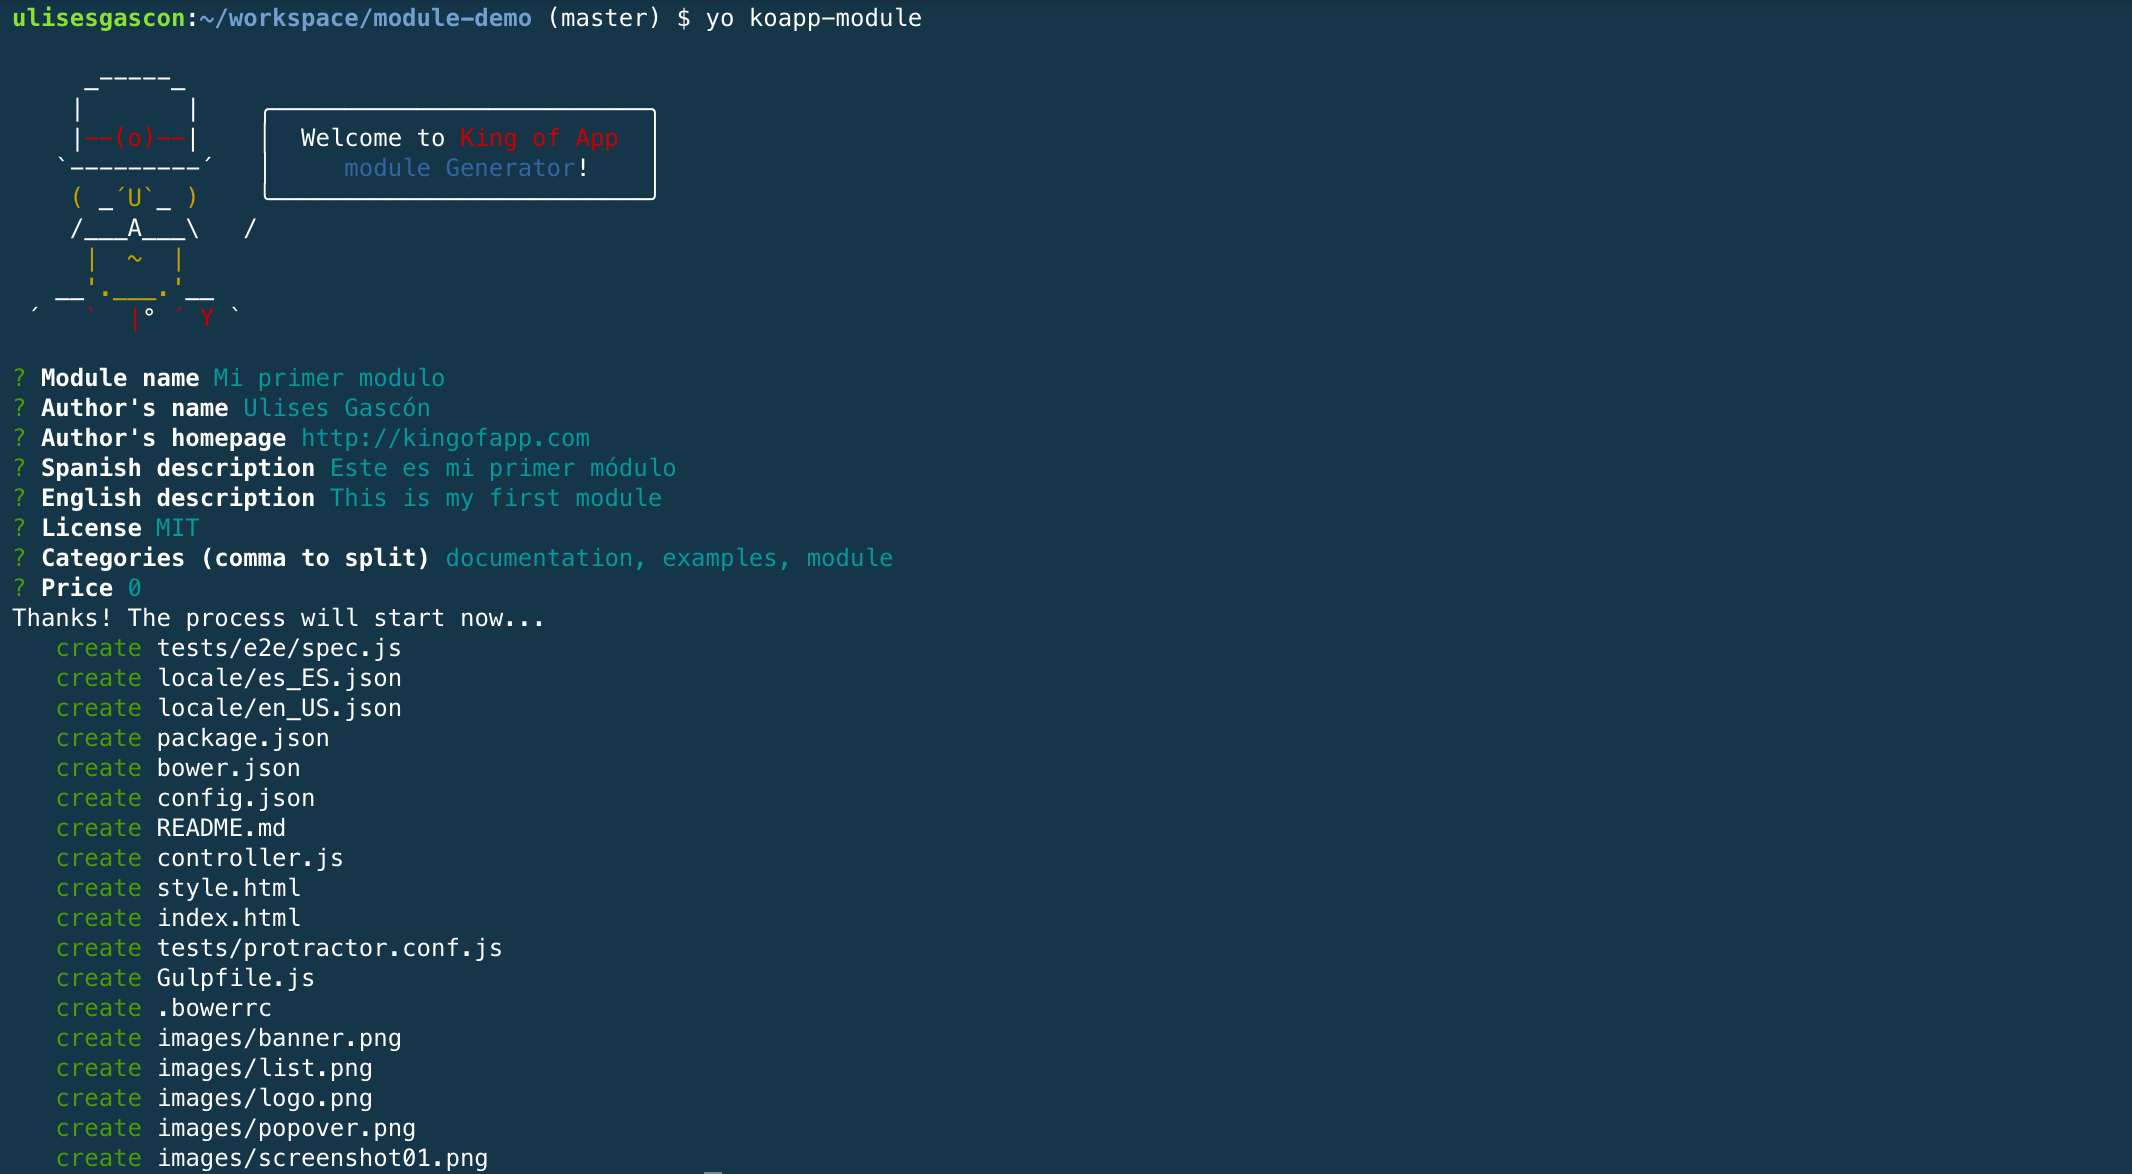 ulisesgascon:~/workspace/module-demo (master) $ yo koapp-module
     _-----_
    |       |
    |--(o)--|    Welcome to King of App
   `---------´   module Generator!
    ( _´U`_ )
    /___A___\   /
     |  ~  |
   __'.___.'__
 ´   `  |° ´ Y `
? Module name Mi primer modulo
? Author's name Ulises Gascón
? Author's homepage http://kingofapp.com
? Spanish description Este es mi primer módulo
? English description This is my first module
? License MIT
? Categories (comma to split) documentation, examples, module
? Price 0
Thanks! The process will start now...
create tests/e2e/spec.js
create locale/es_ES.json
create locale/en_US.json
create package.json
create bower.json
create config.json
create README.md
create controller.js
create style.html
create index.html
create tests/protractor.conf.js
create Gulpfile.js
create .bowerrc
create images/banner.png
create images/list.png
create images/logo.png
create images/popover.png
create images/screenshot01.png